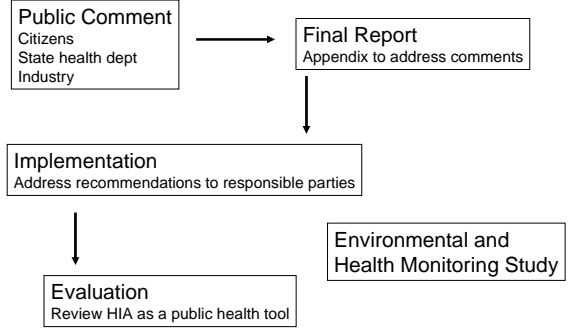 Public Comment
Citizens
State health dept
Industry
Final Report
Appendix to address comments
Implementation
Address recommendations to responsible parties
Environmental and
Health Monitoring Study
Evaluation
Review HIA as a public health tool